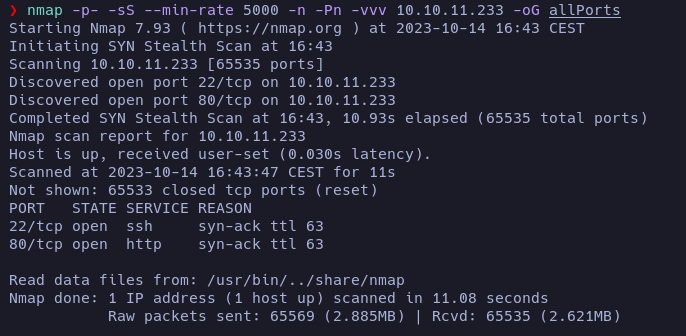 ❯ nmap -p- -sS --min-rate 5000 -n -Pn -vvv 10.10.11.233 -oG allPorts
Starting Nmap 7.93 ( https://nmap.org ) at 2023-10-14 16:43 CEST
Initiating SYN Stealth Scan at 16:43
Scanning 10.10.11.233 [65535 ports]
Discovered open port 22/tcp on 10.10.11.233
Discovered open port 80/tcp on 10.10.11.233
Completed SYN Stealth Scan at 16:43, 10.93s elapsed (65535 total ports)
Nmap scan report for 10.10.11.233
Host is up, received user-set (0.030s latency).
Scanned at 2023-10-14 16:43:47 CEST for 11s
Not shown: 65533 closed tcp ports (reset)
PORT   STATE SERVICE REASON
22/tcp open  ssh     syn-ack ttl 63
80/tcp open  http    syn-ack ttl 63
Read data files from: /usr/bin/../share/nmap
Nmap done: 1 IP address (1 host up) scanned in 11.08 seconds
           Raw packets sent: 65569 (2.885MB) | Rcvd: 65535 (2.621MB)